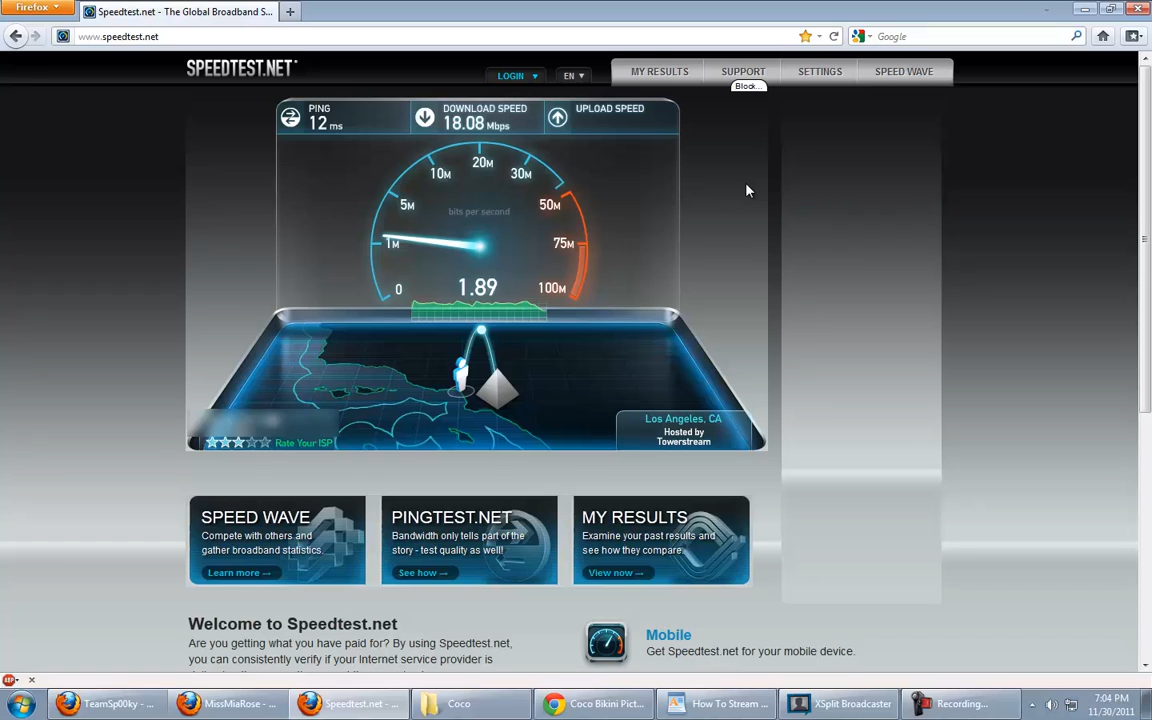 Firefox
Speedtest.net - The Global Broadband S...
www.speedtest.net
Google
SPEEDTEST.NET
LOGIN
EN
MY RESULTS
SUPPORT
SETTINGS
SPEED WAVE
Block...
PING
12 ms
DOWNLOAD SPEED
18.08 Mbps
UPLOAD SPEED
20M
10M
30M
5M
50M
bits per second
1M
75M
0
1.89
100M
Rate Your ISP
Los Angeles, CA
Hosted by
Towerstream
SPEED WAVE
Compete with others and
gather broadband statistics.
Learn more
PINGTEST.NET
Bandwidth only tells part of the
story - test quality as well!
See how
MY RESULTS
Examine your past results and
see how they compare.
View now
Welcome to Speedtest.net
Are you getting what you have paid for? By using Speedtest.net,
you can consistently verify if your Internet service provider is
Mobile
Get Speedtest.net for your mobile device.
ABP
TeamSp00ky - ...
MissMiaRose - ...
Speedtest.net - ...
Coco
Coco Bikini Pict...
How To Stream ...
XSplit Broadcaster
Recording...
7:04 PM
11/30/2011